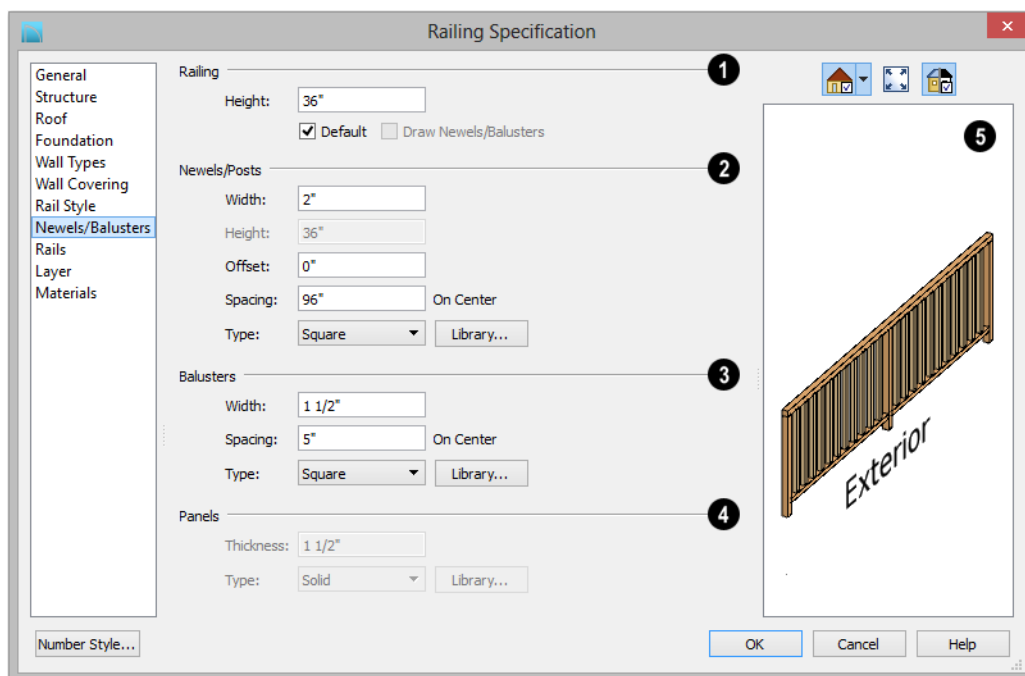 Railing Specification
General
Structure
Roof
Foundation
Wall Types
Wall Covering
Rail Style
Newels/Balusters
Rails
Layer
Materials
Railing
1
Height: 36"
Default Draw Newels/Balusters
Newels/Posts
2
Width: 2"
Height: 36"
Offset: 0"
Spacing: 96" On Center
Type: Square Library...
Balusters
3
Width: 1 1/2"
Spacing: 5" On Center
Type: Square Library...
Panels
4
Thickness: 1 1/2"
Type: Solid Library...
5
Exterior
Number Style...
OK Cancel Help